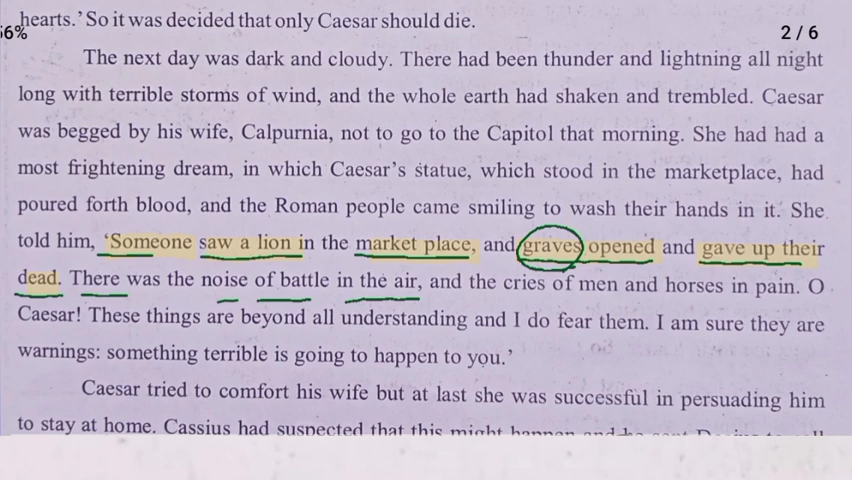 hearts.' So it was decided that only Caesar should die.
56%
2 / 6
The next day was dark and cloudy. There had been thunder and lightning all night
long with terrible storms of wind, and the whole earth had shaken and trembled. Caesar
was begged by his wife, Calpurnia, not to go to the Capitol that morning. She had had a
most frightening dream, in which Caesar's statue, which stood in the marketplace, had
poured forth blood, and the Roman people came smiling to wash their hands in it. She
told him, 'Someone saw a lion in the market place, and graves opened and gave up their
dead. There was the noise of battle in the air, and the cries of men and horses in pain. O
Caesar! These things are beyond all understanding and I do fear them. I am sure they are
warnings: something terrible is going to happen to you.'
Caesar tried to comfort his wife but at last she was successful in persuading him
to stay at home. Cassius had suspected that this might happen and he sent